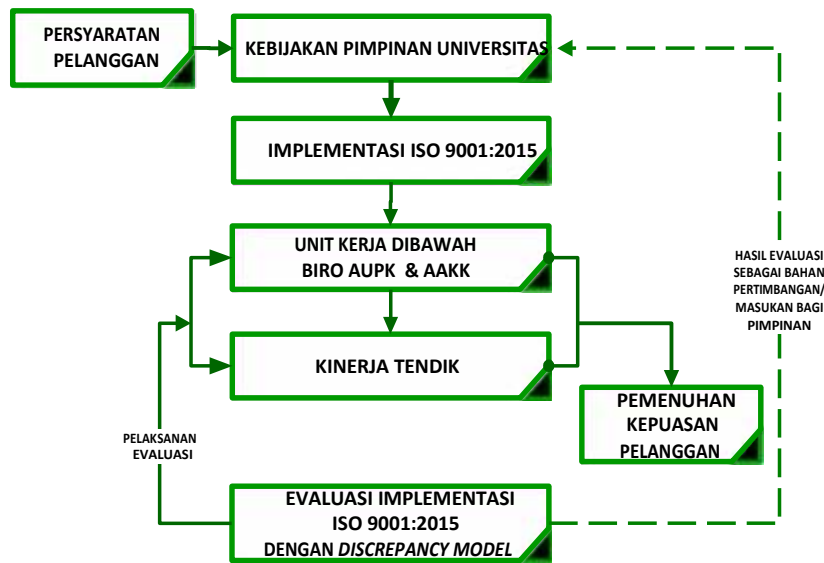 PERSYARATAN
PELANGGAN
KEBIJAKAN PIMPINAN UNIVERSITAS
IMPLEMENTASI ISO 9001:2015
UNIT KERJA DIBAWAH
BIRO AUPK & AAKK
KINERJA TENDIK
HASIL EVALUASI
SEBAGAI BAHAN
PERTIMBANGAN/
MASUKAN BAGI
PIMPINAN
PEMENUHAN
KEPUASAN
PELANGGAN
PELAKSANAN
EVALUASI
EVALUASI IMPLEMENTASI
ISO 9001:2015
DENGAN DISCREPANCY MODEL